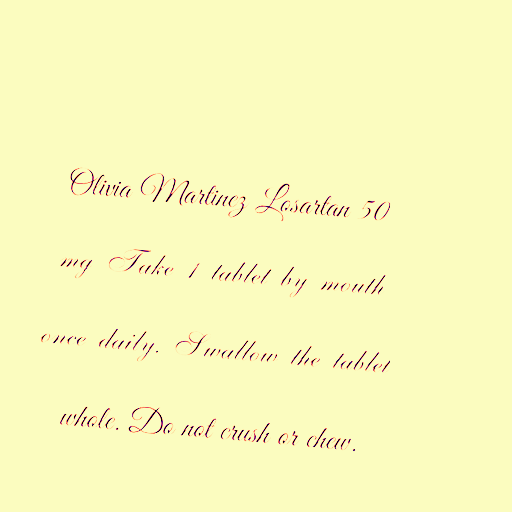 Olivia Martinez Losartan 50
mg Take 1 tablet by mouth
once daily. Swallow the tablet
whole. Do not crush or chew.